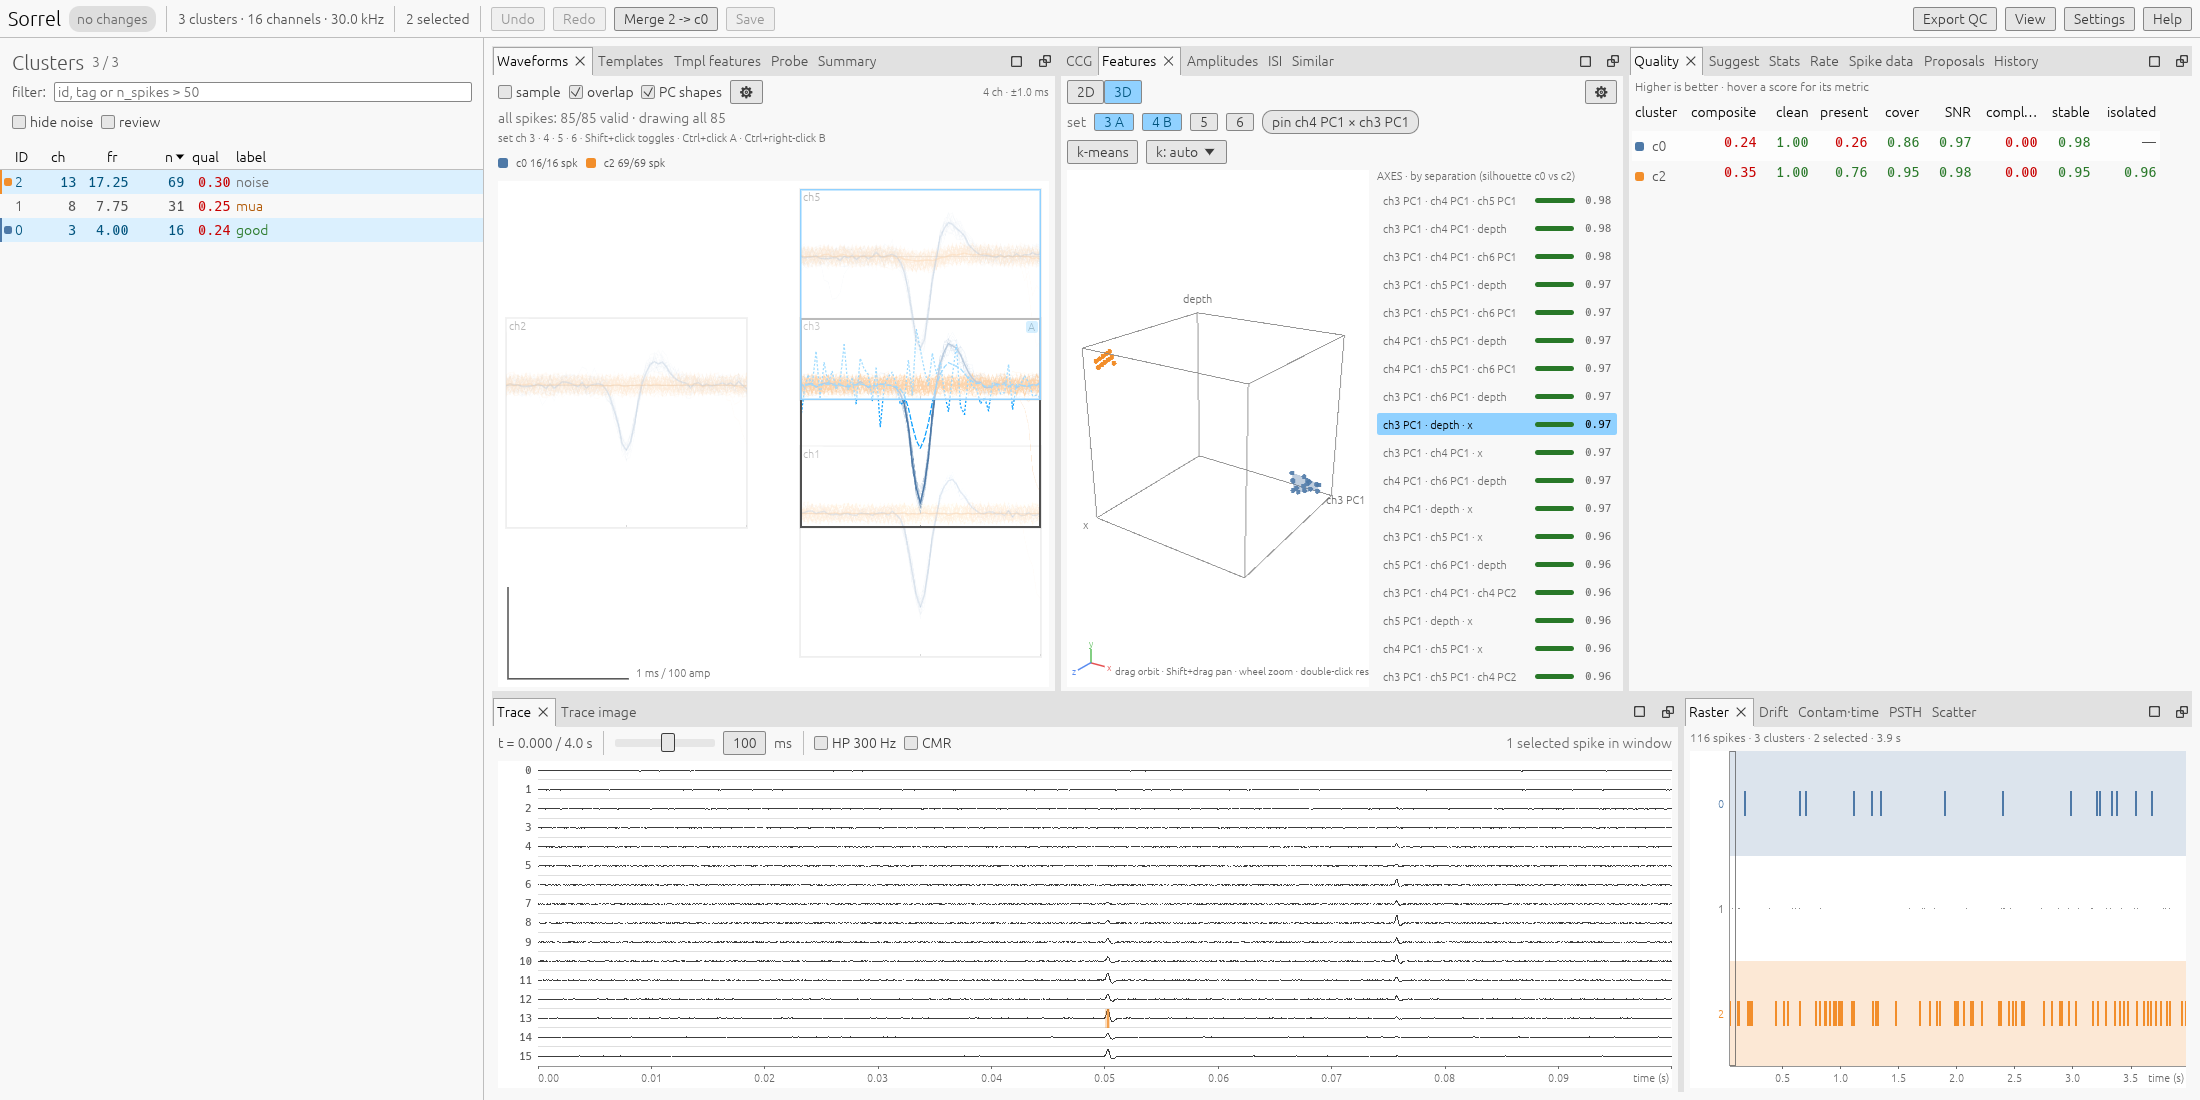 Sorrel no changes 3 clusters · 16 channels · 30.0 kHz 2 selected Undo Redo Merge 2 -> c0 Save Export QC View Settings Help
Clusters 3 / 3
filter: id, tag or n_spikes > 50
hide noise review
ID ch fr n▼ qual label
2 13 17.25 69 0.30 noise
1 8 7.75 31 0.25 mua
0 3 4.00 16 0.24 good
Waveforms Templates Tmpl features Probe Summary
sample overlap PC shapes 4 ch · ±1.0 ms
all spikes: 85/85 valid · drawing all 85
set ch 3 · 4 · 5 · 6 · Shift+click toggles · Ctrl+click A · Ctrl+right-click B
c0 16/16 spk c2 69/69 spk
ch5
ch2
ch3 A
ch1
1 ms / 100 amp
CCG Features Amplitudes ISI Similar
2D 3D
set 3 A 4 B 5 6 pin ch4 PC1 × ch3 PC1
k-means k: auto ▼
depth
ch3 PC1
x
y
z x
drag orbit · Shift+drag pan · wheel zoom · double-click res
AXES · by separation (silhouette c0 vs c2)
ch3 PC1 · ch4 PC1 · ch5 PC1 0.98
ch3 PC1 · ch4 PC1 · depth 0.98
ch3 PC1 · ch4 PC1 · ch6 PC1 0.98
ch3 PC1 · ch5 PC1 · depth 0.97
ch3 PC1 · ch5 PC1 · ch6 PC1 0.97
ch4 PC1 · ch5 PC1 · depth 0.97
ch4 PC1 · ch5 PC1 · ch6 PC1 0.97
ch3 PC1 · ch6 PC1 · depth 0.97
ch3 PC1 · depth · x 0.97
ch3 PC1 · ch4 PC1 · x 0.97
ch4 PC1 · ch6 PC1 · depth 0.97
ch4 PC1 · depth · x 0.97
ch3 PC1 · ch5 PC1 · x 0.96
ch5 PC1 · ch6 PC1 · depth 0.96
ch3 PC1 · ch4 PC1 · ch4 PC2 0.96
ch5 PC1 · depth · x 0.96
ch4 PC1 · ch5 PC1 · x 0.96
ch3 PC1 · ch5 PC1 · ch4 PC2 0.96
Quality Suggest Stats Rate Spike data Proposals History
Higher is better · hover a score for its metric
cluster composite clean present cover SNR compl... stable isolated
c0 0.24 1.00 0.26 0.86 0.97 0.00 0.98 —
c2 0.35 1.00 0.76 0.95 0.98 0.00 0.95 0.96
Trace Trace image
t = 0.000 / 4.0 s 100 ms HP 300 Hz CMR 1 selected spike in window
0
1
2
3
4
5
6
7
8
9
10
11
12
13
14
15
0.00 0.01 0.02 0.03 0.04 0.05 0.06 0.07 0.08 0.09 time (s)
Raster Drift Contam·time PSTH Scatter
116 spikes · 3 clusters · 2 selected · 3.9 s
0
1
2
0.5 1.0 1.5 2.0 2.5 3.0 3.5 time (s)